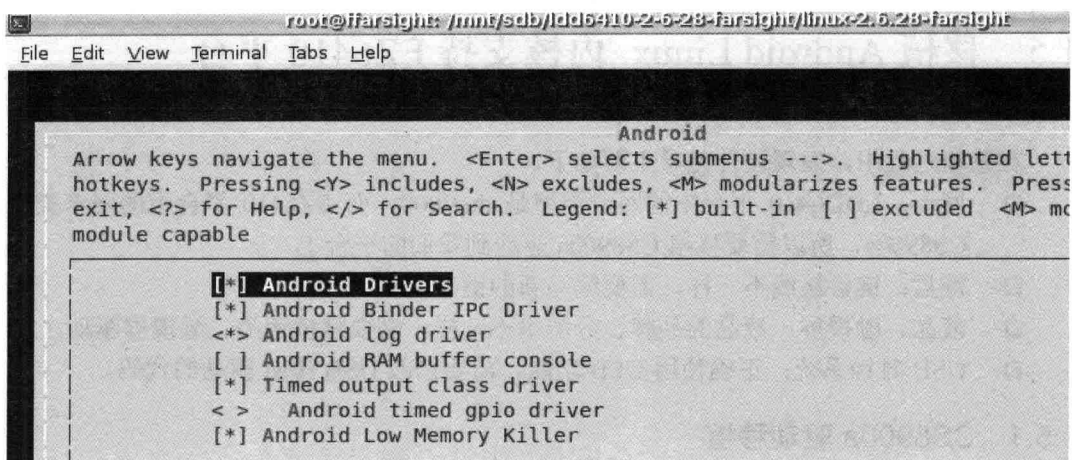 root@farsight: /mnt/sdb/ldd6410-2-6-28-farsight/linux-2.6.28-farsight
File Edit View Terminal Tabs Help
Android
Arrow keys navigate the menu. <Enter> selects submenus --->. Highlighted lett
hotkeys. Pressing <Y> includes, <N> excludes, <M> modularizes features. Press
exit, <?> for Help, </> for Search. Legend: [*] built-in [ ] excluded <M> mo
module capable
[*] Android Drivers
[*] Android Binder IPC Driver
<*> Android log driver
[ ] Android RAM buffer console
[*] Timed output class driver
< > Android timed gpio driver
[*] Android Low Memory Killer